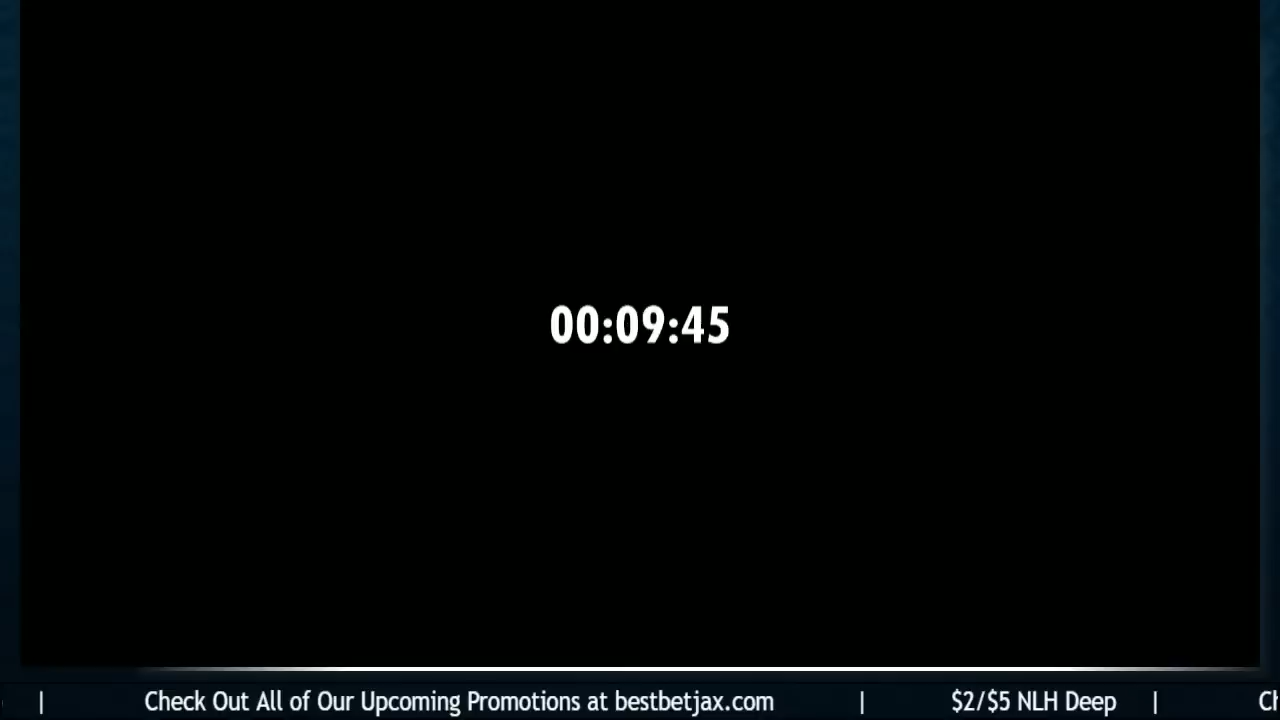 00:09:45
| Check Out All of Our Upcoming Promotions at bestbetjax.com | $2/$5 NLH Deep |